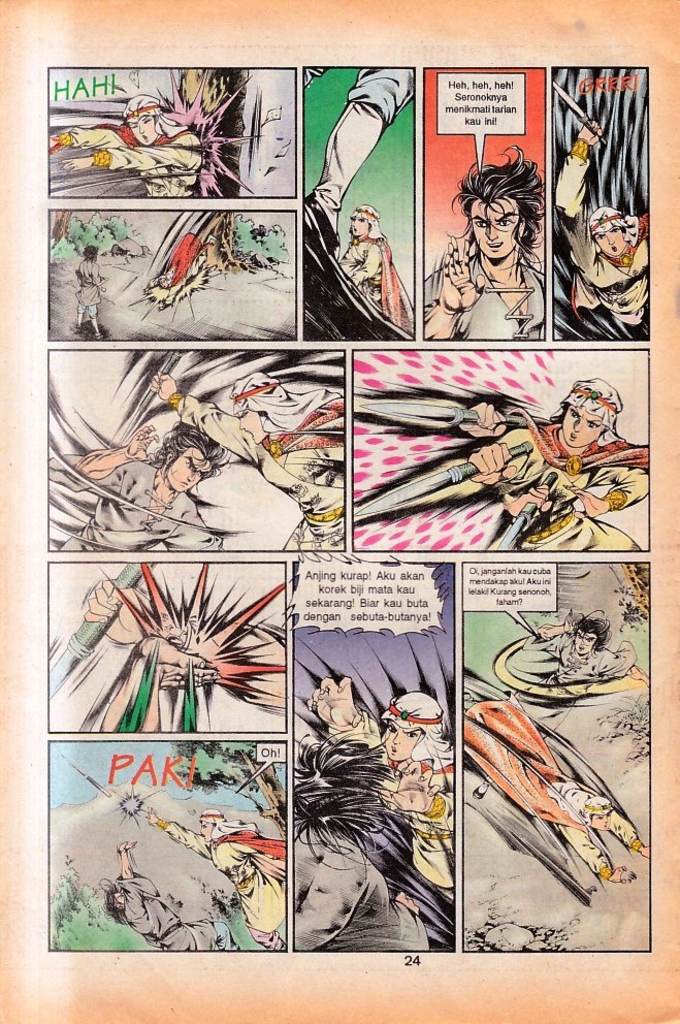 HAHI
Heh, heh, heh!
Seronoknya
menikmati tarian
kau ini!
GRRR!
Anjing kurap! Aku akan
korek biji mata kau
sekarang! Biar kau buta
dengan sebuta-butanya!
Oi, janganlah kau cuba
mendakap aku! Aku ini
lelaki! Kurang senonoh,
faham?
PAK!
Oh!
24